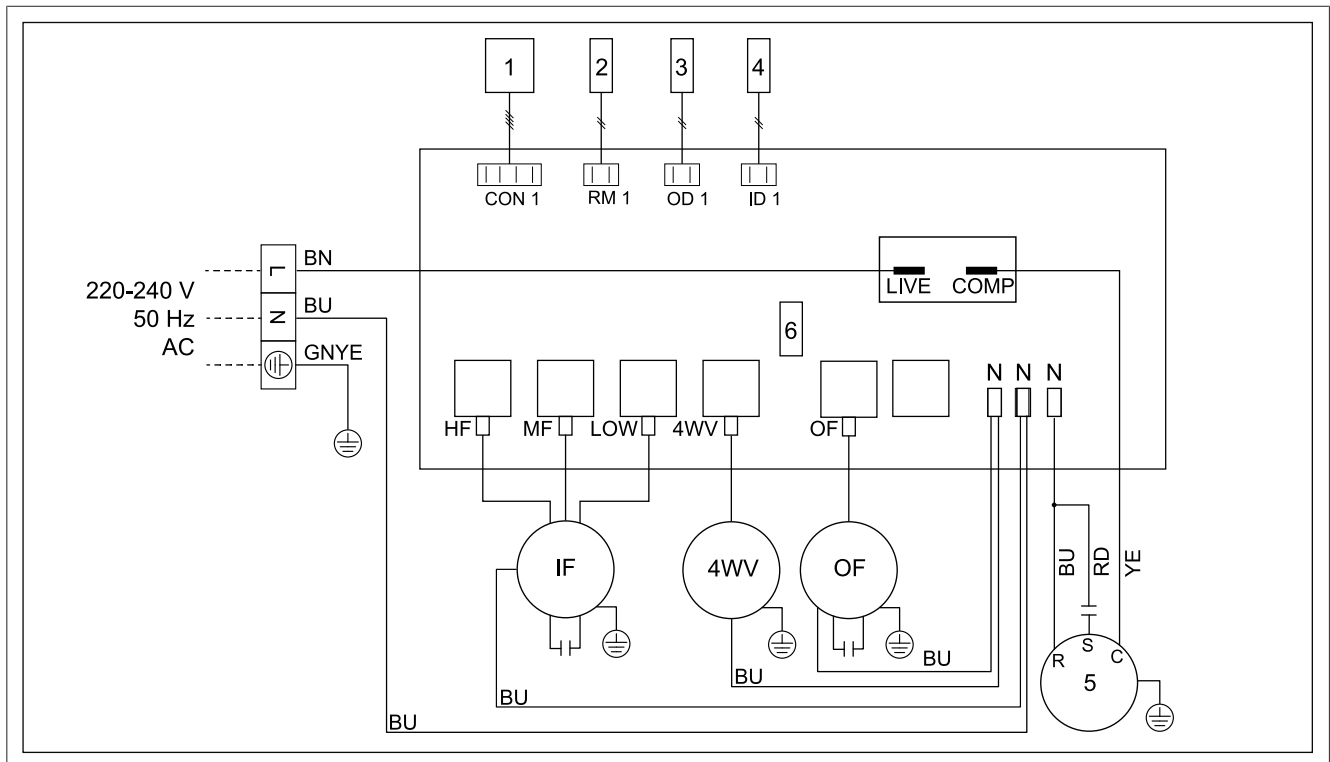 1 2 3 4
CON 1 RM 1 OD 1 ID 1
LIVE COMP
220-240 V
50 Hz
AC
L BN
N BU
GNYE
6
N N N
HF MF LOW 4WV OF
IF 4WV OF
BU RD YE
R S C
5
BU
BU
BU
BU